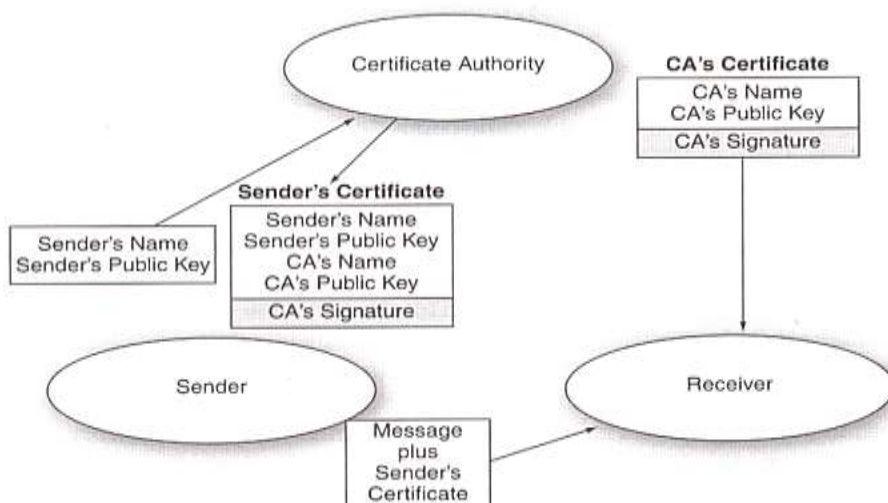 Certificate Authority
CA's Certificate
CA's Name
CA's Public Key
CA's Signature
Sender's Certificate
Sender's Name
Sender's Public Key
CA's Name
CA's Public Key
CA's Signature
Sender's Name
Sender's Public Key
Sender
Receiver
Message
plus
Sender's
Certificate